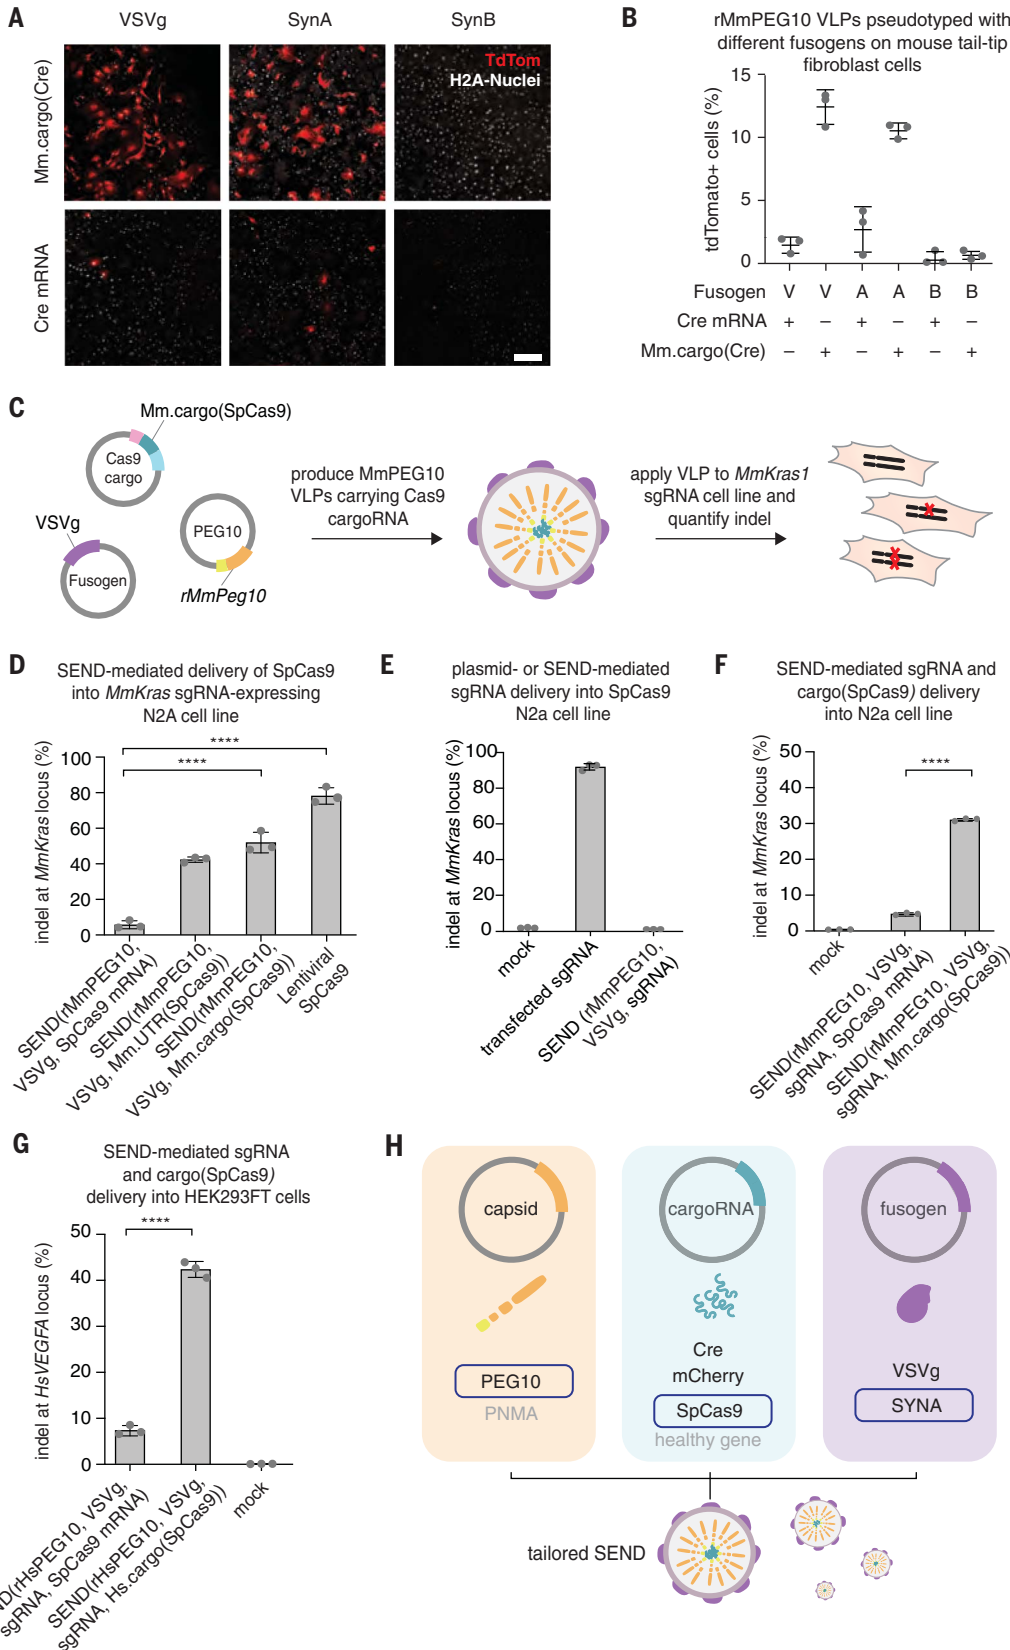 A
VSVg
SynA
SynB
Mm.cargo(Cre)
Cre mRNA
TdTom
H2A-Nuclei
B
rMmPEG10 VLPs pseudotyped with
different fusogens on mouse tail-tip
fibroblast cells
tdTomato+ cells (%)
15
10
5
0
Fusogen V V A A B B
Cre mRNA + − + − + −
Mm.cargo(Cre) − + − + − +
C
Mm.cargo(SpCas9)
Cas9
cargo
VSVg
Fusogen
PEG10
rMmPeg10
produce MmPEG10
VLPs carrying Cas9
cargoRNA
apply VLP to MmKras1
sgRNA cell line and
quantify indel
D
SEND-mediated delivery of SpCas9
into MmKras sgRNA-expressing
N2A cell line
indel at MmKras locus (%)
100
80
60
40
20
0
****
****
SEND(rMmPEG10,
VSVg, SpCas9 mRNA)
SEND(rMmPEG10,
VSVg, Mm.UTR(SpCas9))
SEND(rMmPEG10,
VSVg, Mm.cargo(SpCas9))
Lentiviral
SpCas9
E
plasmid- or SEND-mediated
sgRNA delivery into SpCas9
N2a cell line
indel at MmKras locus (%)
100
80
60
40
20
0
mock
transfected sgRNA
SEND (rMmPEG10,
VSVg, sgRNA)
F
SEND-mediated sgRNA and
cargo(SpCas9) delivery
into N2a cell line
indel at MmKras locus (%)
50
40
30
20
10
0
****
mock
SEND(rMmPEG10, VSVg,
sgRNA, SpCas9 mRNA)
SEND(rMmPEG10, VSVg,
sgRNA, Mm.cargo(SpCas9))
G
SEND-mediated sgRNA
and cargo(SpCas9)
delivery into HEK293FT cells
indel at HsVEGFA locus (%)
50
40
30
20
10
0
****
ND(rHsPEG10, VSVg,
sgRNA, SpCas9 mRNA)
SEND(rHsPEG10, VSVg,
sgRNA, Hs.cargo(SpCas9))
mock
H
capsid
PEG10
PNMA
cargoRNA
Cre
mCherry
SpCas9
healthy gene
fusogen
VSVg
SYNA
tailored SEND